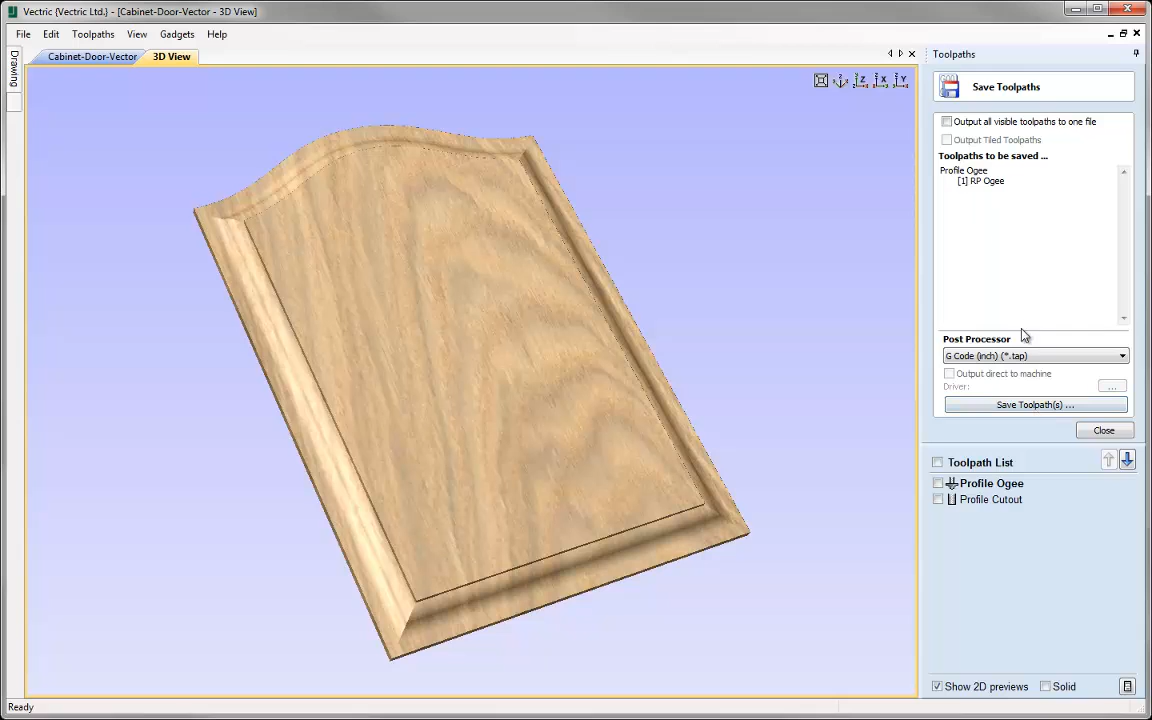 Vectric {Vectric Ltd.} - [Cabinet-Door-Vector - 3D View]
File Edit Toolpaths View Gadgets Help
Drawing
Cabinet-Door-Vector 3D View
Toolpaths
Save Toolpaths
Output all visible toolpaths to one file
Output Tiled Toolpaths
Toolpaths to be saved ...
Profile Ogee
[1] RP Ogee
Post Processor
G Code (inch) (*.tap)
Output direct to machine
Driver: ...
Save Toolpath(s) ...
Close
Toolpath List
Profile Ogee
Profile Cutout
Show 2D previews Solid
Ready